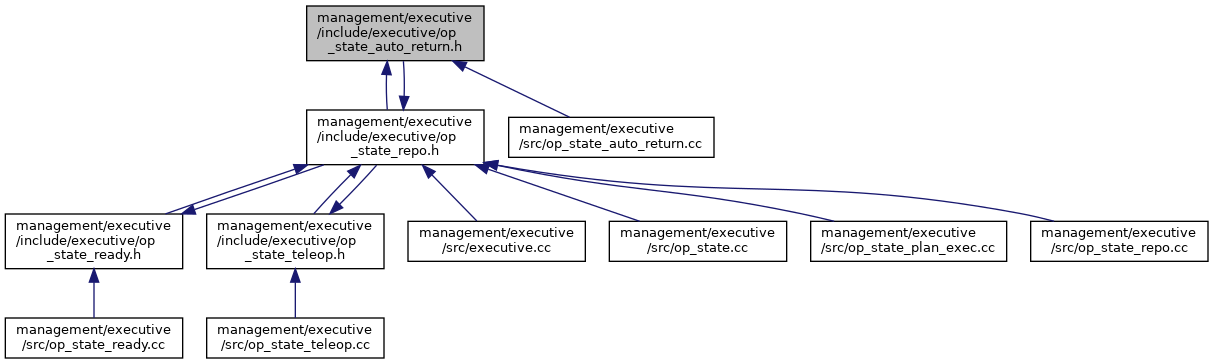 management/executive
/include/executive/op
_state_auto_return.h
management/executive
/include/executive/op
_state_repo.h
management/executive
/src/op_state_auto_return.cc
management/executive
/include/executive/op
_state_ready.h
management/executive
/include/executive/op
_state_teleop.h
management/executive
/src/executive.cc
management/executive
/src/op_state.cc
management/executive
/src/op_state_plan_exec.cc
management/executive
/src/op_state_repo.cc
management/executive
/src/op_state_ready.cc
management/executive
/src/op_state_teleop.cc